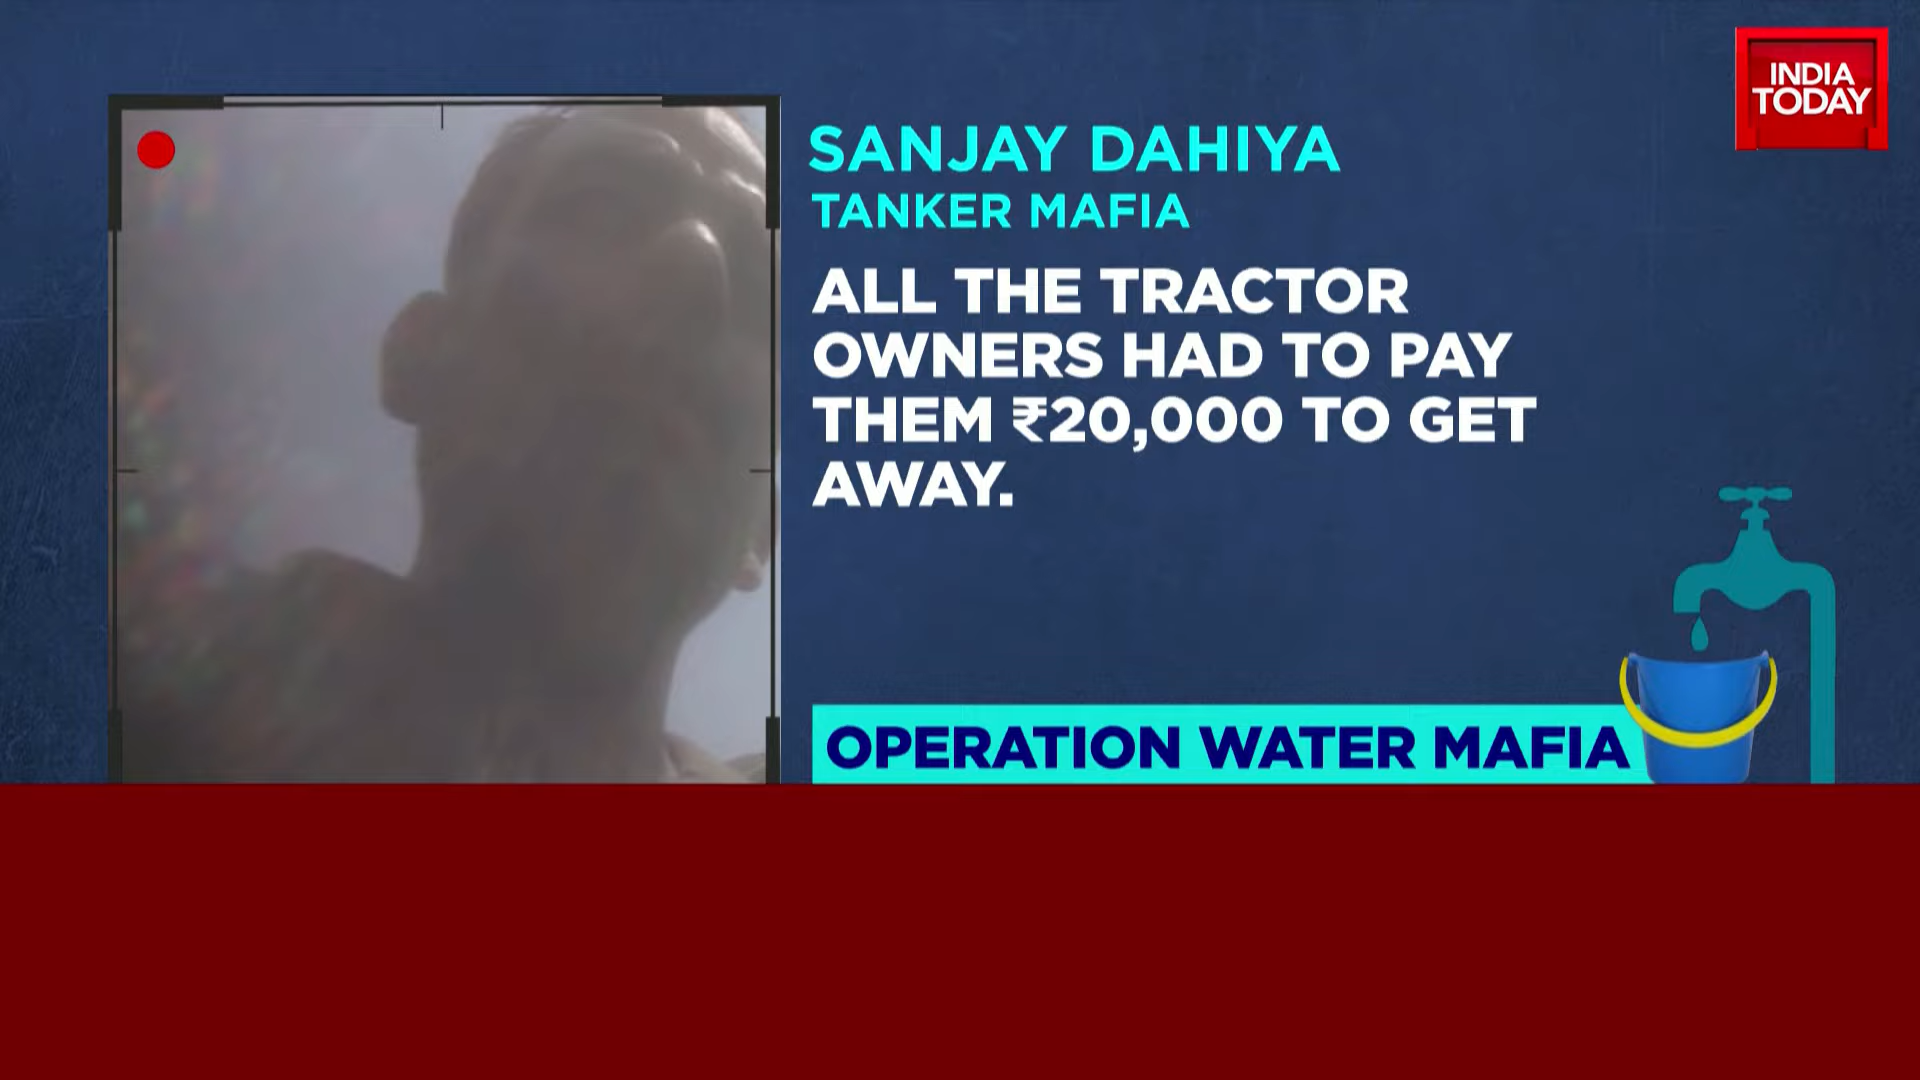 INDIA
TODAY
SANJAY DAHIYA
TANKER MAFIA
ALL THE TRACTOR
OWNERS HAD TO PAY
THEM ₹20,000 TO GET
AWAY.
OPERATION WATER MAFIA